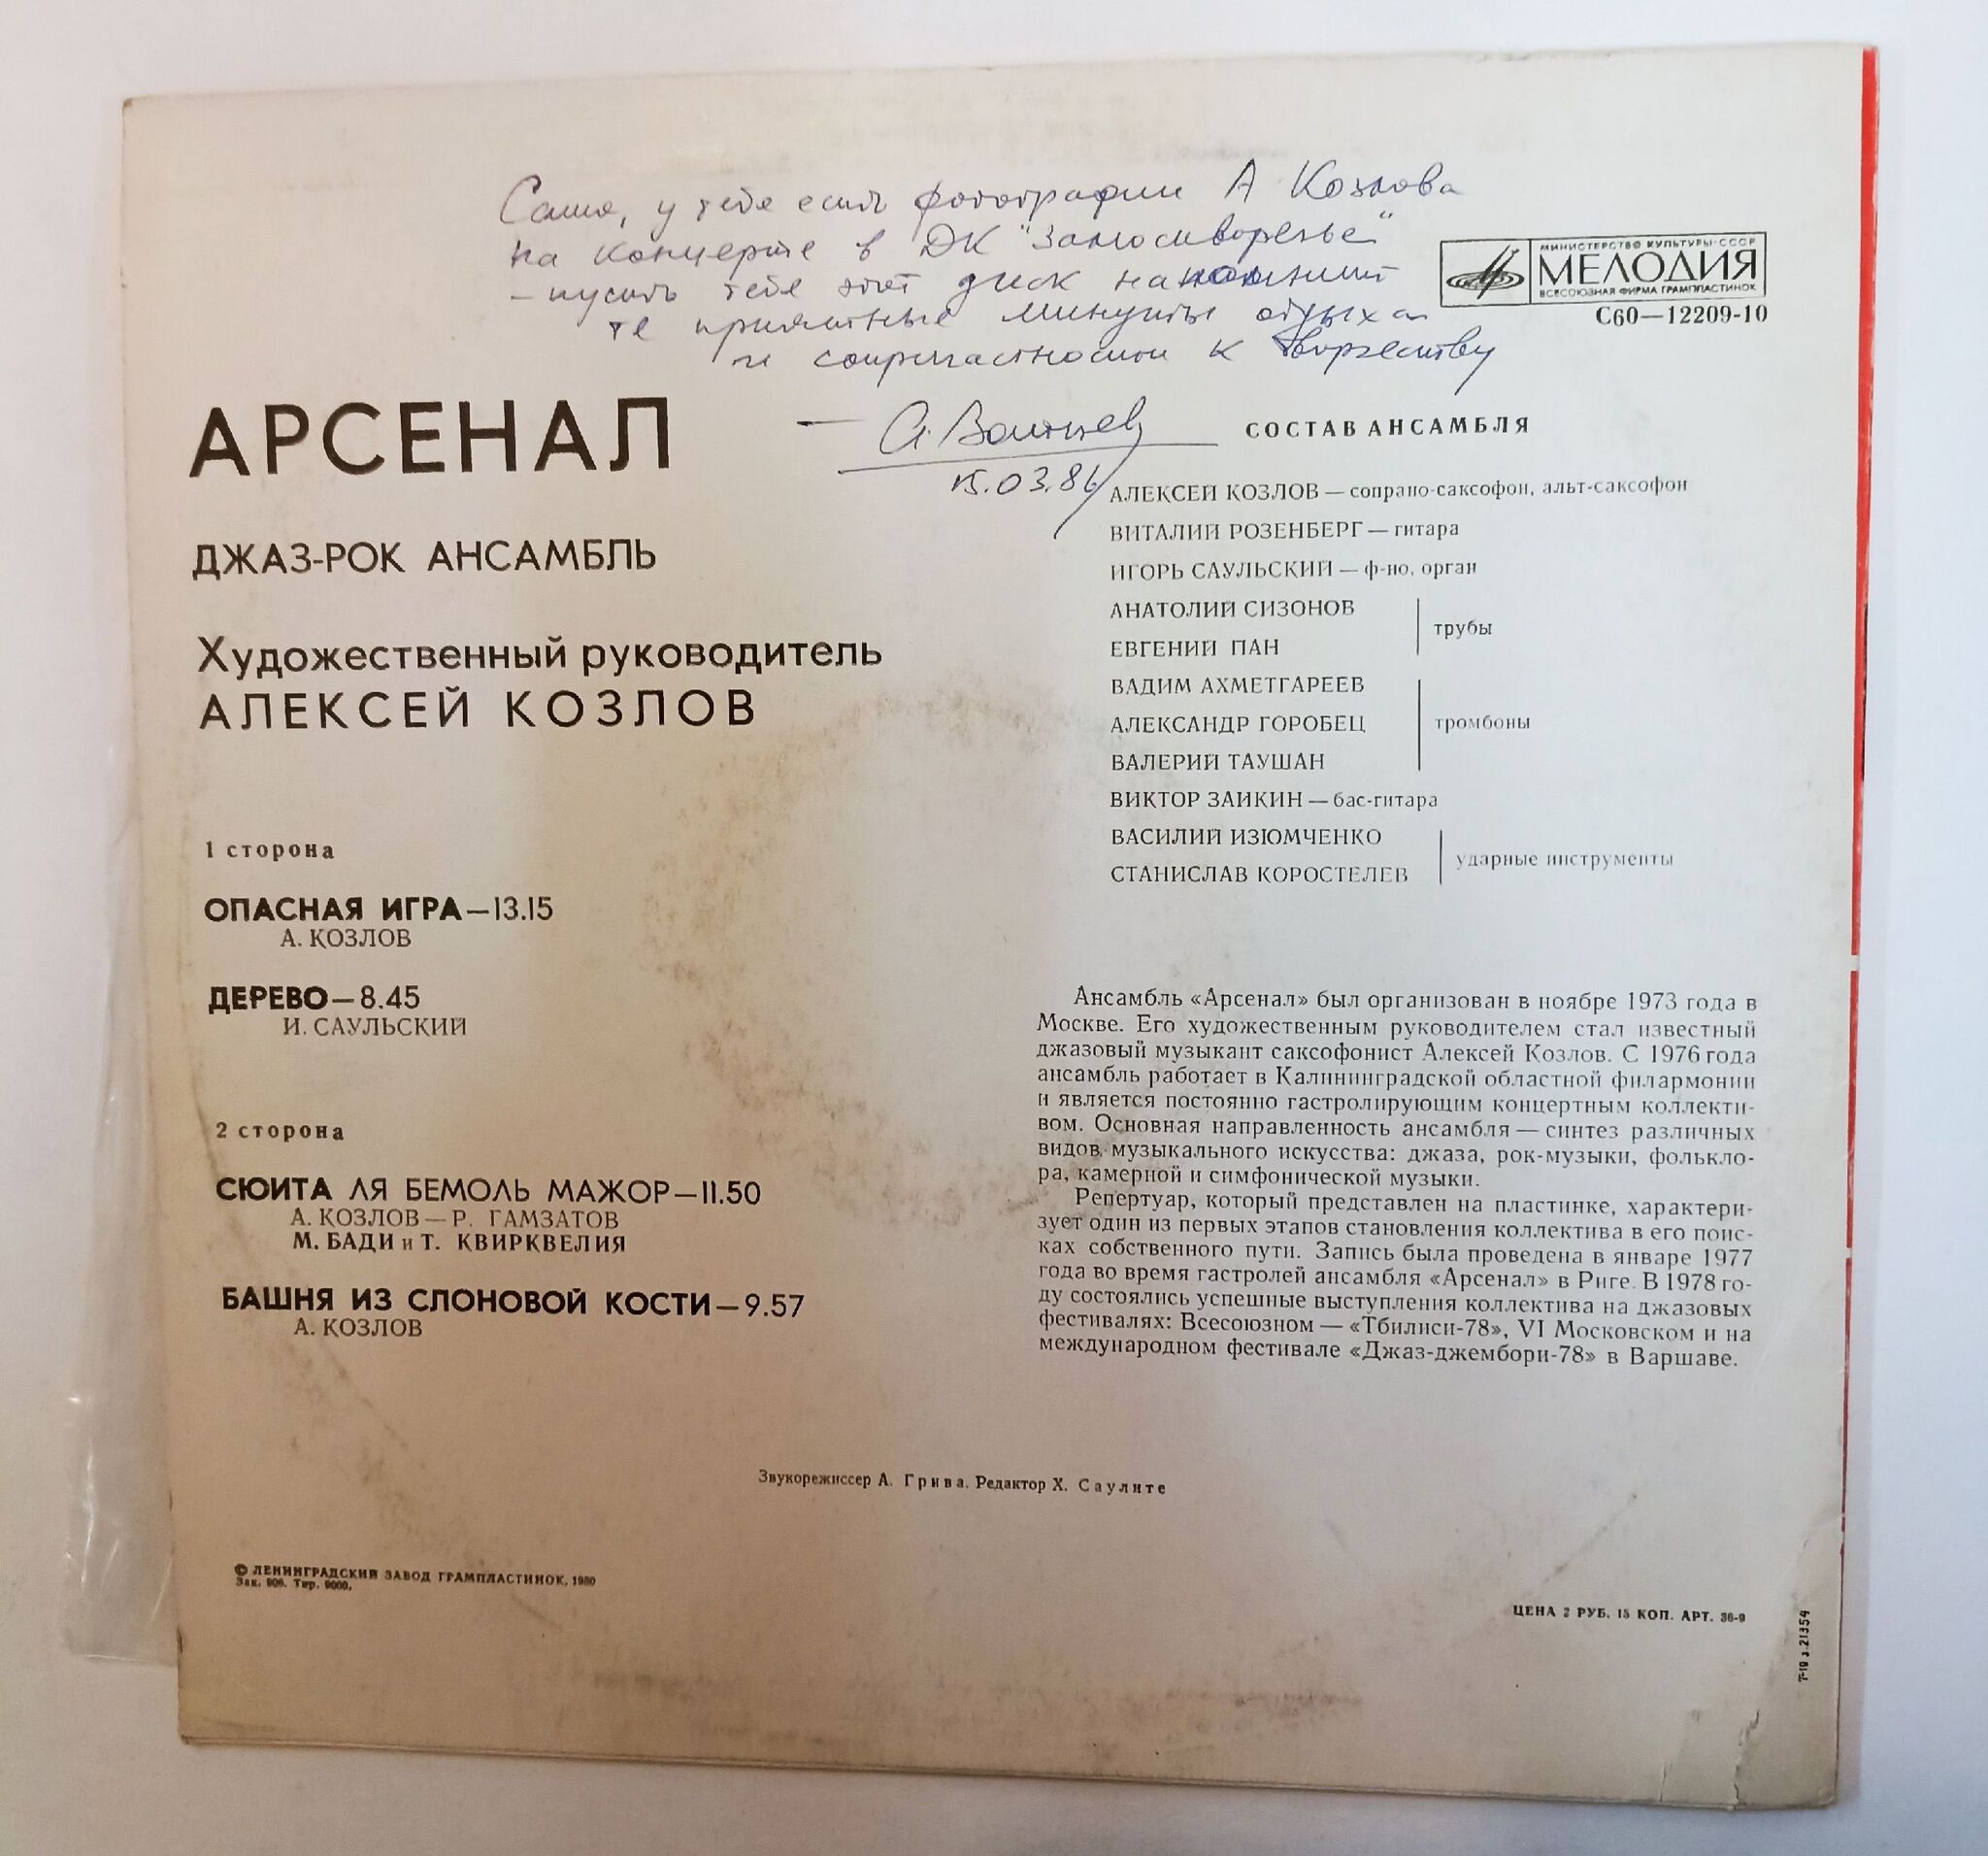 Саша, у тебя есть фотографии А Козлова
на концерте в ДК "Замоскворечье"
– пусть тебе этот диск напомнит
те приятные минуты отдыха
и сопричастности к творчеству
15.03.86
МИНИСТЕРСТВО КУЛЬТУРЫ СССР
МЕЛОДИЯ
ВСЕСОЮЗНАЯ ФИРМА ГРАМПЛАСТИНОК
С60—12209-10
АРСЕНАЛ
ДЖАЗ-РОК АНСАМБЛЬ
Художественный руководитель
АЛЕКСЕЙ КОЗЛОВ
1 сторона
ОПАСНАЯ ИГРА—13.15
А. КОЗЛОВ
ДЕРЕВО—8.45
И. САУЛЬСКИЙ
2 сторона
СЮИТА ЛЯ БЕМОЛЬ МАЖОР—11.50
А. КОЗЛОВ—Р. ГАМЗАТОВ
М. БАДИ и Т. КВИРКВЕЛИЯ
БАШНЯ ИЗ СЛОНОВОЙ КОСТИ—9.57
А. КОЗЛОВ
СОСТАВ АНСАМБЛЯ
АЛЕКСЕЙ КОЗЛОВ — сопрано-саксофон, альт-саксофон
ВИТАЛИЙ РОЗЕНБЕРГ — гитара
ИГОРЬ САУЛЬСКИЙ — ф-но, орган
АНАТОЛИЙ СИЗОНОВ
ЕВГЕНИЙ ПАН
трубы
ВАДИМ АХМЕТГАРЕЕВ
АЛЕКСАНДР ГОРОБЕЦ
ВАЛЕРИЙ ТАУШАН
тромбоны
ВИКТОР ЗАИКИН — бас-гитара
ВАСИЛИЙ ИЗЮМЧЕНКО
СТАНИСЛАВ КОРОСТЕЛЕВ
ударные инструменты
Ансамбль «Арсенал» был организован в ноябре 1973 года в
Москве. Его художественным руководителем стал известный
джазовый музыкант саксофонист Алексей Козлов. С 1976 года
ансамбль работает в Калининградской областной филармонии
и является постоянно гастролирующим концертным коллекти-
вом. Основная направленность ансамбля — синтез различных
видов музыкального искусства: джаза, рок-музыки, фолькло-
ра, камерной и симфонической музыки.
Репертуар, который представлен на пластинке, характери-
зует один из первых этапов становления коллектива в его поис-
ках собственного пути. Запись была проведена в январе 1977
года во время гастролей ансамбля «Арсенал» в Риге. В 1978 го-
ду состоялись успешные выступления коллектива на джазовых
фестивалях: Всесоюзном — «Тбилиси-78», VI Московском и на
международном фестивале «Джаз-джембори-78» в Варшаве.
Звукорежиссер А. Грива. Редактор Х. Саулите
© ЛЕНИНГРАДСКИЙ ЗАВОД ГРАМПЛАСТИНОК, 1980
Зак. 906. Тир. 9000.
ЦЕНА 2 РУБ. 15 КОП. АРТ. 36-9
Т-19 з.21354